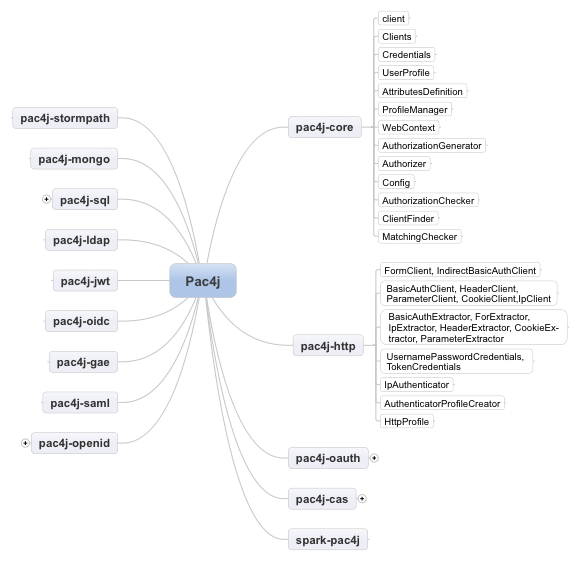 client
Clients
Credentials
UserProfile
AttributesDefinition
ProfileManager
WebContext
AuthorizationGenerator
Authorizer
Config
AuthorizationChecker
ClientFinder
MatchingChecker
pac4j-core
pac4j-stormpath
pac4j-mongo
pac4j-sql
pac4j-ldap
pac4j-jwt
pac4j-oidc
pac4j-gae
pac4j-saml
pac4j-openid
Pac4j
pac4j-http
FormClient, IndirectBasicAuthClient
BasicAuthClient, HeaderClient,
ParameterClient, CookieClient,IpClient
BasicAuthExtractor, ForExtractor,
IpExtractor, HeaderExtractor, CookieEx-
tractor, ParameterExtractor
UsernamePasswordCredentials,
TokenCredentials
IpAuthenticator
AuthenticatorProfileCreator
HttpProfile
pac4j-oauth
pac4j-cas
spark-pac4j